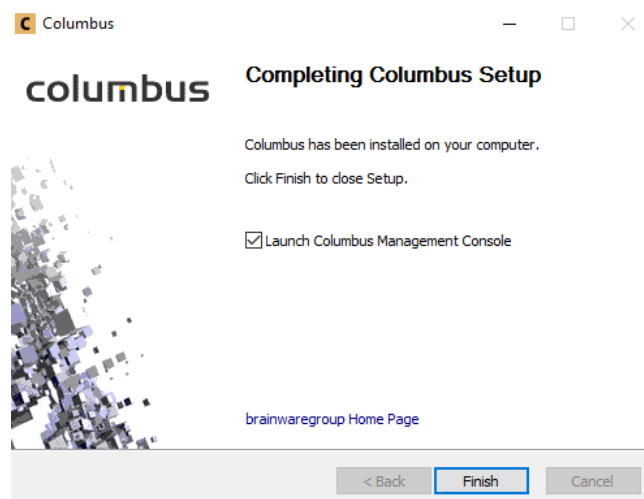 C Columbus
columbus
Completing Columbus Setup
Columbus has been installed on your computer.
Click Finish to close Setup.
Launch Columbus Management Console
brainwaregroup Home Page
< Back
Finish
Cancel